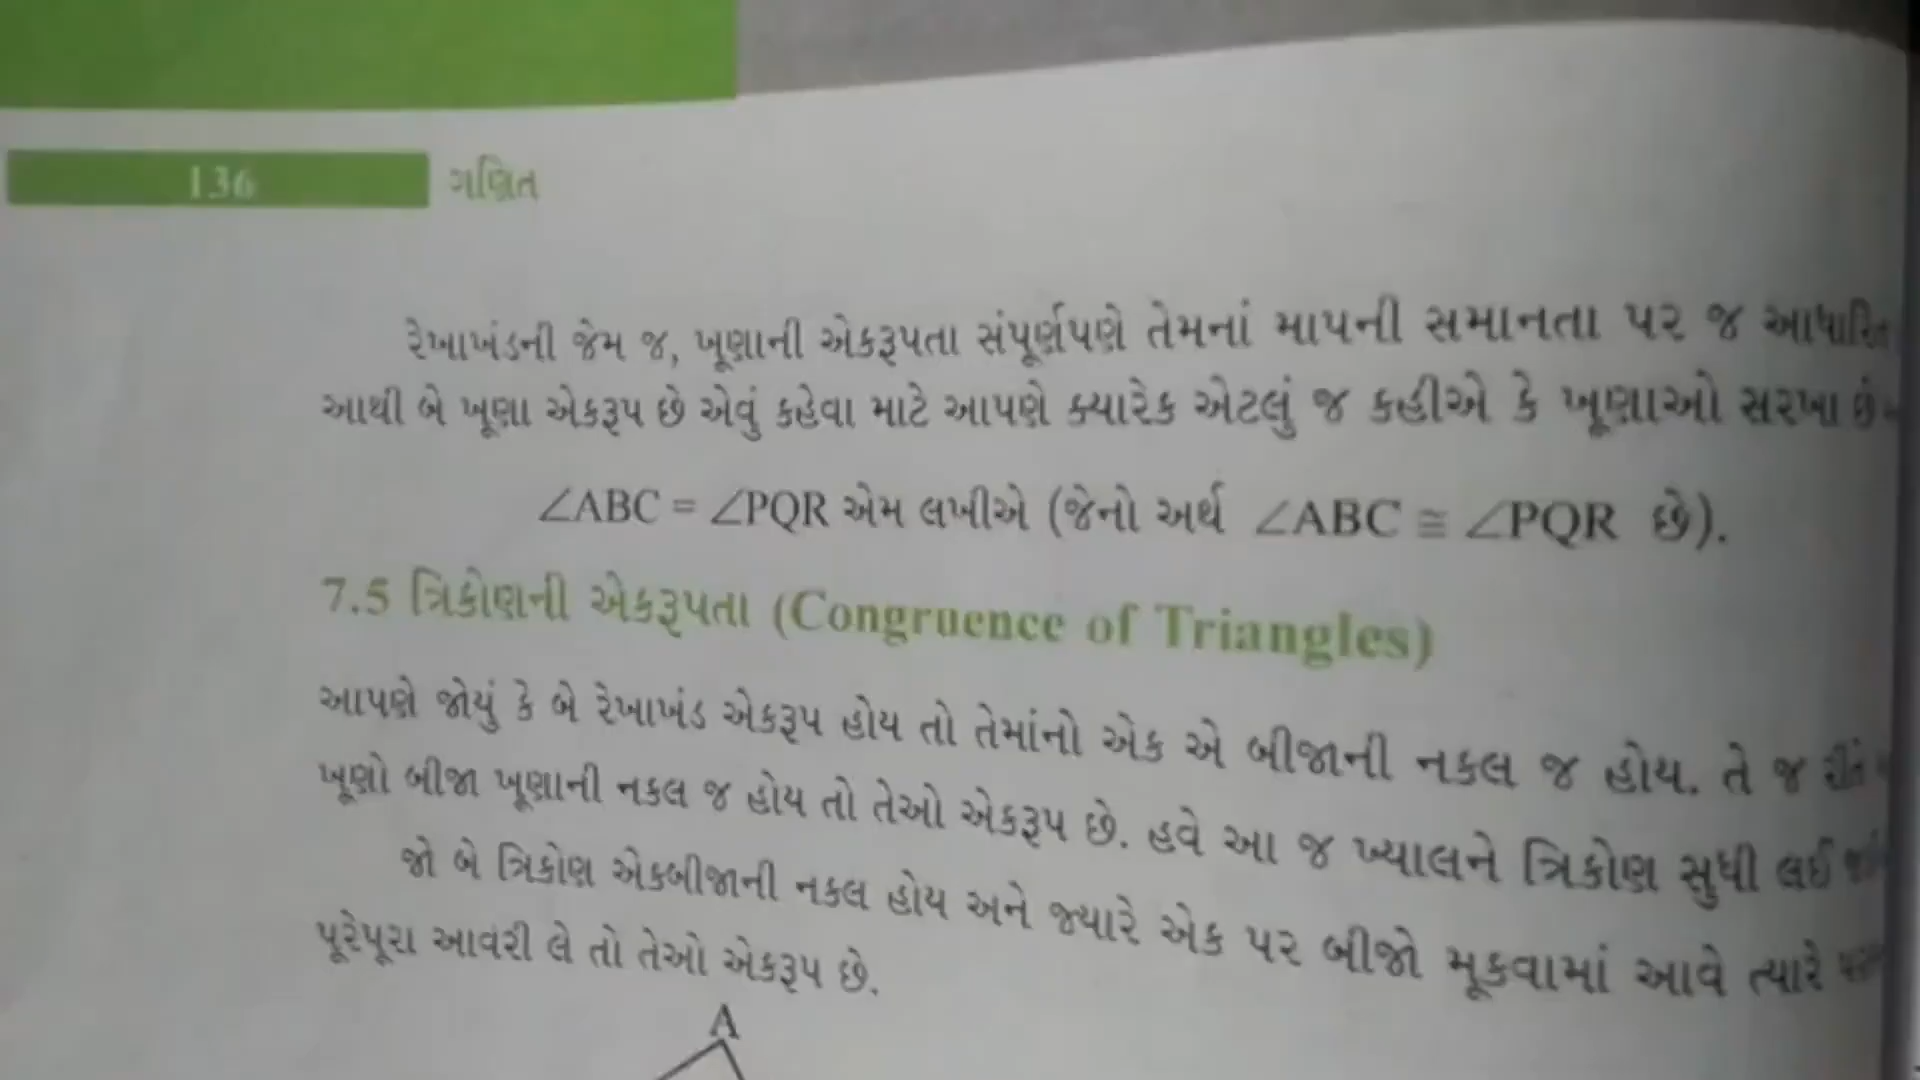 136 ગણિત
રેખાખંડની જેમ જ, ખૂણાની એકરૂપતા સંપૂર્ણપણે તેમનાં માપની સમાનતા પર જ આધારિત
આથી બે ખૂણા એકરૂપ છે એવું કહેવા માટે આપણે ક્યારેક એટલું જ કહીએ કે ખૂણાઓ સરખા છે
∠ABC = ∠PQR એમ લખીએ (જેનો અર્થ ∠ABC ≅ ∠PQR છે).
7.5 ત્રિકોણની એકરૂપતા (Congruence of Triangles)
આપણે જોયું કે બે રેખાખંડ એકરૂપ હોય તો તેમાંનો એક એ બીજાની નકલ જ હોય. તે જ રીતે
ખૂણો બીજા ખૂણાની નકલ જ હોય તો તેઓ એકરૂપ છે. હવે આ જ ખ્યાલને ત્રિકોણ સુધી લઈ
જો બે ત્રિકોણ એકબીજાની નકલ હોય અને જ્યારે એક પર બીજો મૂકવામાં આવે ત્યારે
પૂરેપૂરા આવરી લે તો તેઓ એકરૂપ છે.
A